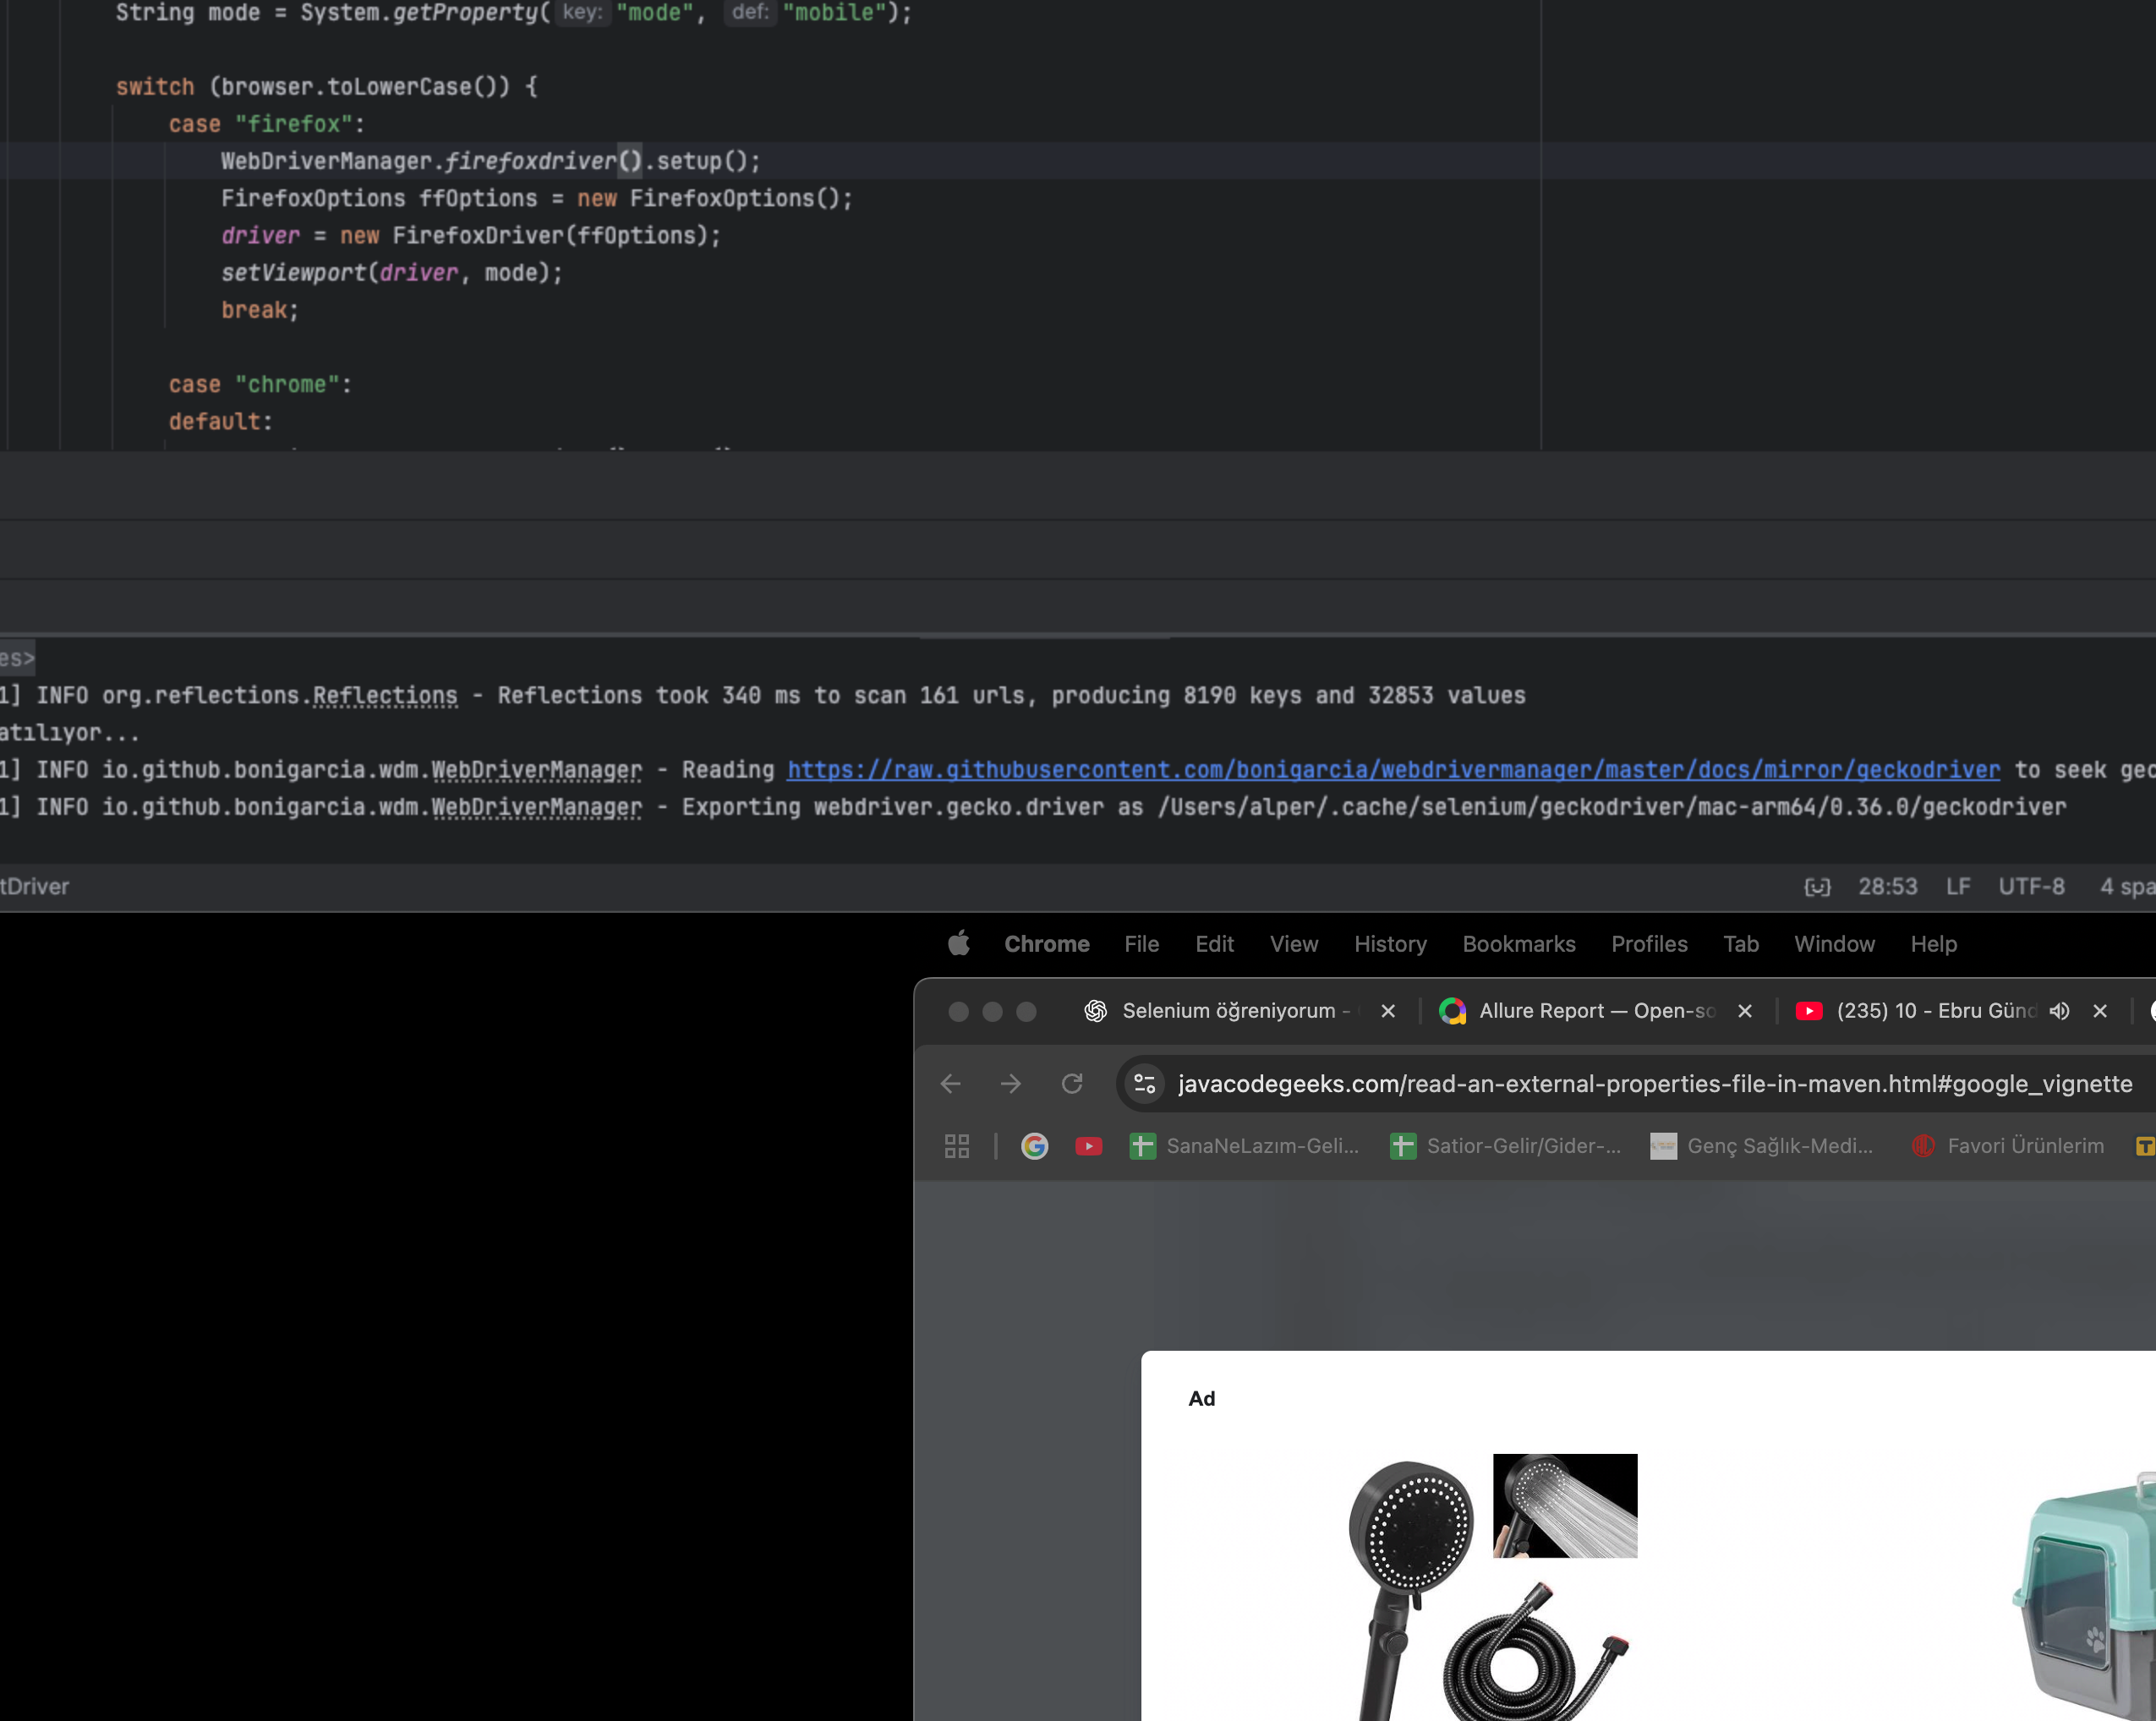 String mode = System.getProperty( key: "mode", def: "mobile");
switch (browser.toLowerCase()) {
case "firefox":
WebDriverManager.firefoxdriver().setup();
FirefoxOptions ffOptions = new FirefoxOptions();
driver = new FirefoxDriver(ffOptions);
setViewport(driver, mode);
break;
case "chrome":
default:
es>
1] INFO org.reflections.Reflections - Reflections took 340 ms to scan 161 urls, producing 8190 keys and 32853 values
atılıyor...
1] INFO io.github.bonigarcia.wdm.WebDriverManager - Reading https://raw.githubusercontent.com/bonigarcia/webdrivermanager/master/docs/mirror/geckodriver to seek gec
1] INFO io.github.bonigarcia.wdm.WebDriverManager - Exporting webdriver.gecko.driver as /Users/alper/.cache/selenium/geckodriver/mac-arm64/0.36.0/geckodriver
tDriver 28:53 LF UTF-8 4 spa
Chrome File Edit View History Bookmarks Profiles Tab Window Help
Selenium öğreniyorum - Allure Report — Open-so (235) 10 - Ebru Günd
javacodegeeks.com/read-an-external-properties-file-in-maven.html#google_vignette
SanaNeLazım-Geli... Satior-Gelir/Gider-... Genç Sağlık-Medi... Favori Ürünlerim
Ad